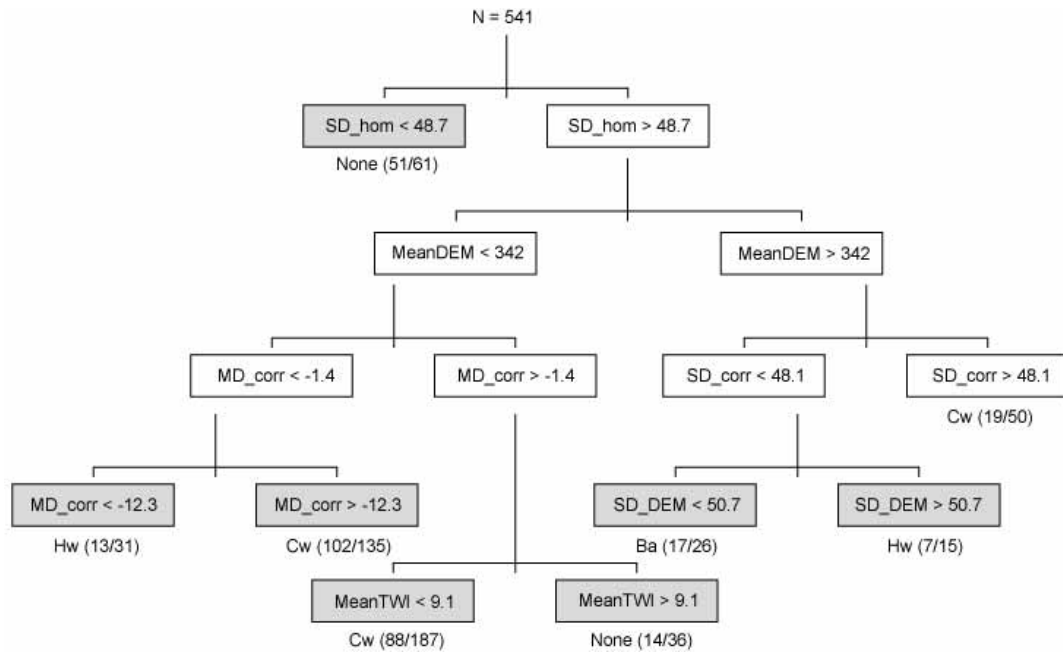 N = 541
SD_hom < 48.7
SD_hom > 48.7
None (51/61)
MeanDEM < 342
MeanDEM > 342
MD_corr < -1.4
MD_corr > -1.4
SD_corr < 48.1
SD_corr > 48.1
Cw (19/50)
MD_corr < -12.3
MD_corr > -12.3
SD_DEM < 50.7
SD_DEM > 50.7
Hw (13/31)
Cw (102/135)
Ba (17/26)
Hw (7/15)
MeanTWI < 9.1
MeanTWI > 9.1
Cw (88/187)
None (14/36)